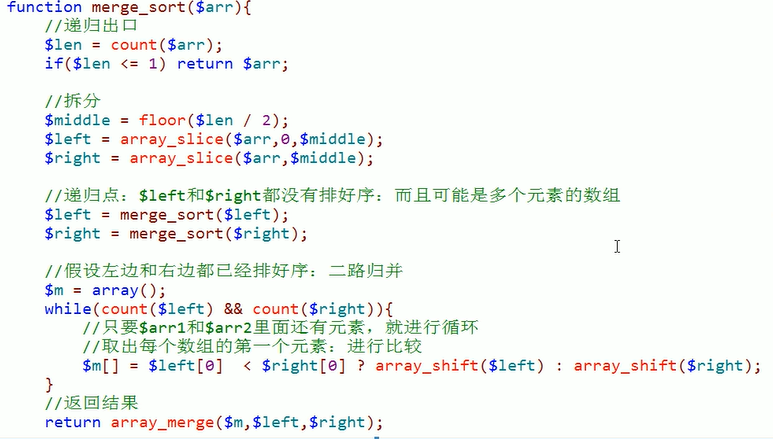 function merge_sort($arr){
//递归出口
$len = count($arr);
if($len <= 1) return $arr;
//拆分
$middle = floor($len / 2);
$left = array_slice($arr,0,$middle);
$right = array_slice($arr,$middle);
//递归点：$left和$right都没有排好序：而且可能是多个元素的数组
$left = merge_sort($left);
$right = merge_sort($right);
//假设左边和右边都已经排好序：二路归并
$m = array();
while(count($left) && count($right)){
//只要$arr1和$arr2里面还有元素，就进行循环
//取出每个数组的第一个元素：进行比较
$m[] = $left[0]  < $right[0] ? array_shift($left) : array_shift($right);
}
//返回结果
return array_merge($m,$left,$right);